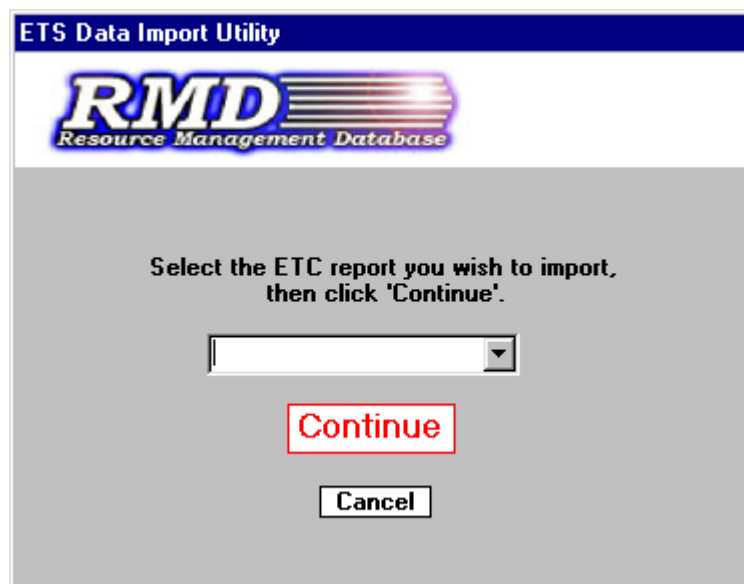 ETS Data Import Utility
RMD
Resource Management Database
Select the ETC report you wish to import,
then click 'Continue'.
Continue
Cancel